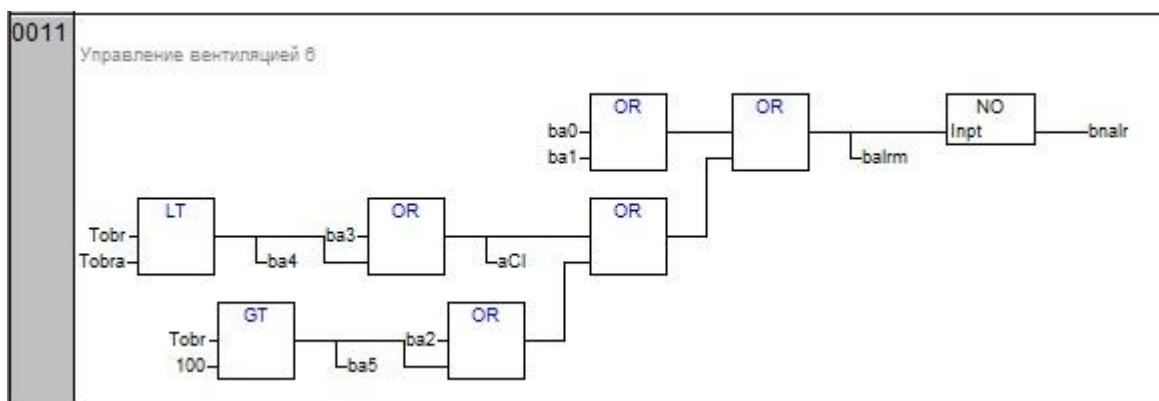 0011
Управление вентиляцией 6
OR OR NO
ba0 Inpt bnalr
ba1 balrm
LT OR OR
Tobr ba3
Tobra ba4 aCl
GT OR
Tobr ba2
100 ba5